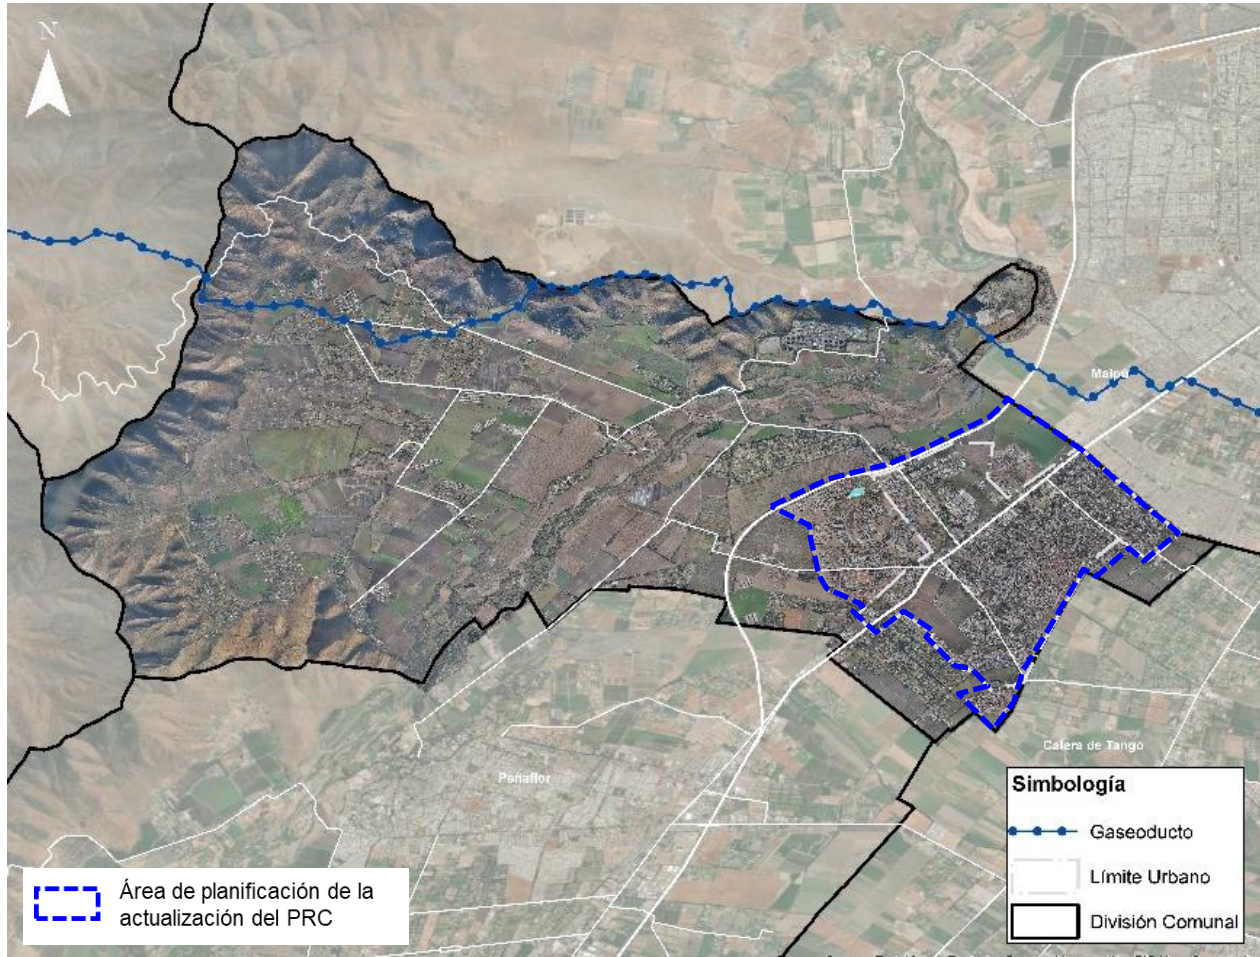 N
Maipú
Calera de Tango
Peñaflor
Simbología
Gaseoducto
Límite Urbano
División Comunal
Área de planificación de la
actualización del PRC